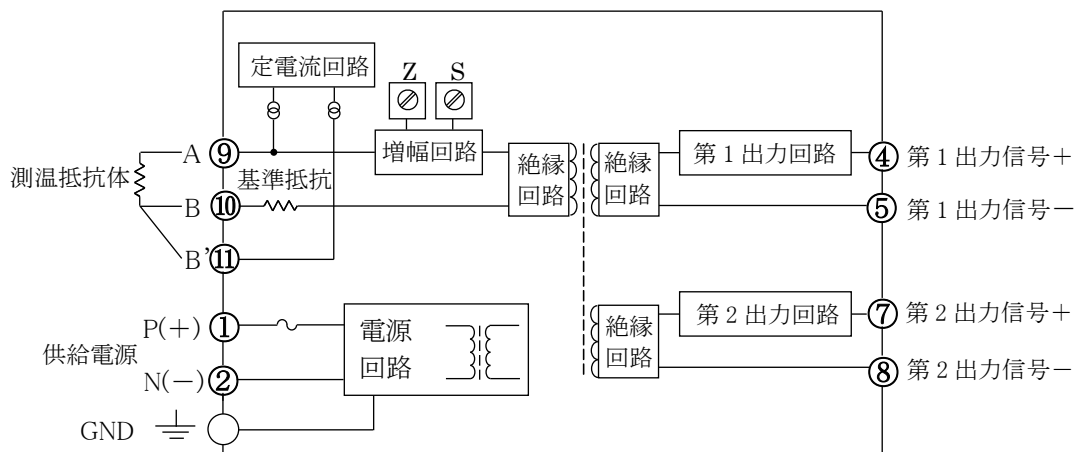 定電流回路
Z
S
A
⑨
増幅回路
絶縁
回路
絶縁
回路
第1出力回路
④
第1出力信号+
測温抵抗体
基準抵抗
B
⑩
⑤
第1出力信号−
B'
⑪
P(+)
①
供給電源
N(−)
②
電源
回路
絶縁
回路
第2出力回路
⑦
第2出力信号+
⑧
第2出力信号−
GND